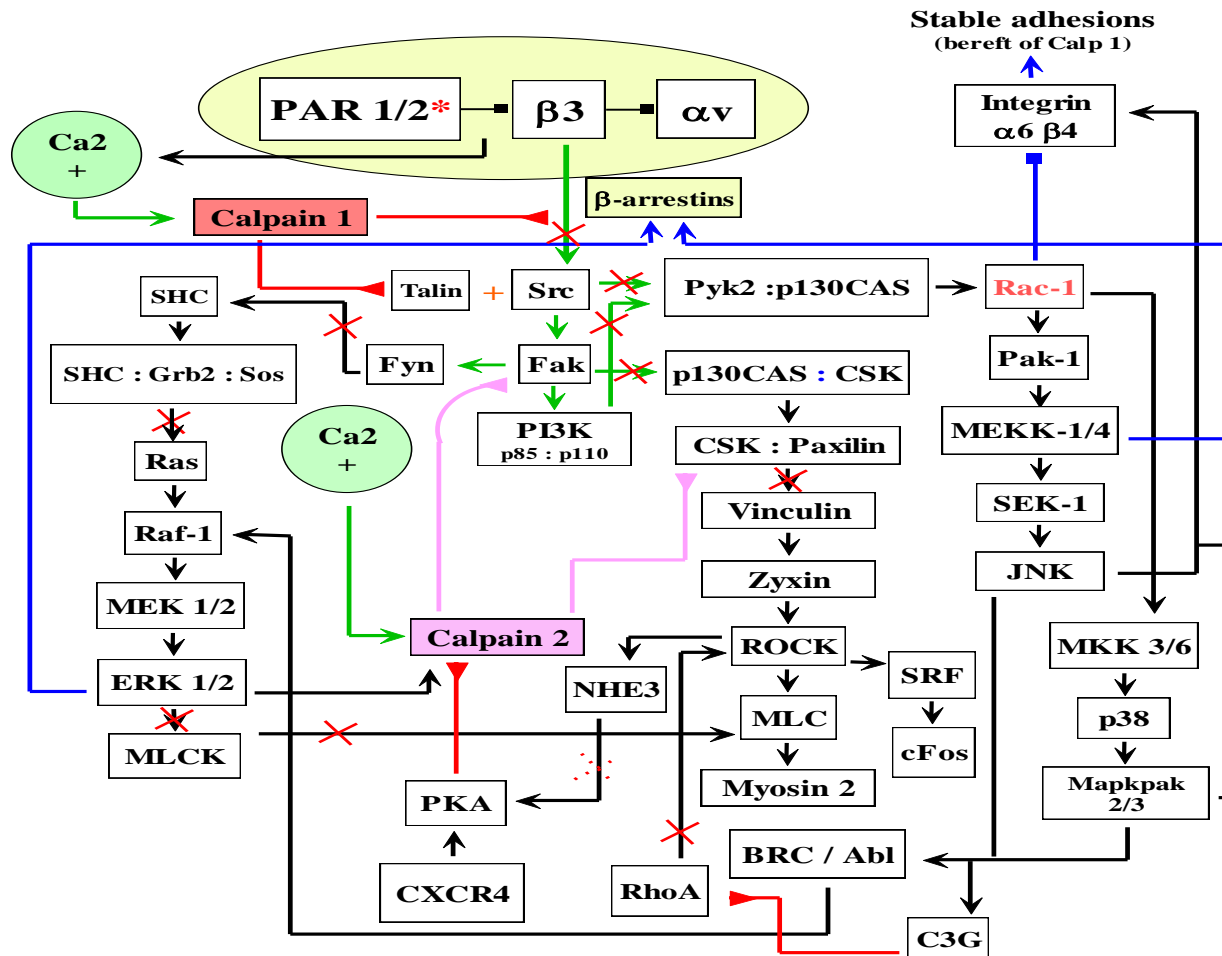 Stable adhesions
(bereft of Calp 1)
PAR 1/2*
β3
αv
Integrin
α6 β4
Ca2
+
β-arrestins
Calpain 1
SHC
Talin
+
Src
Pyk2 :p130CAS
Rac-1
SHC : Grb2 : Sos
Fyn
Fak
p130CAS : CSK
Pak-1
Ca2
+
PI3K
p85 : p110
CSK : Paxilin
MEKK-1/4
Ras
Vinculin
SEK-1
Raf-1
Zyxin
JNK
MEK 1/2
Calpain 2
ROCK
MKK 3/6
ERK 1/2
NHE3
SRF
MLC
p38
MLCK
cFos
Myosin 2
Mapkpak
2/3
PKA
BRC / Abl
CXCR4
RhoA
C3G